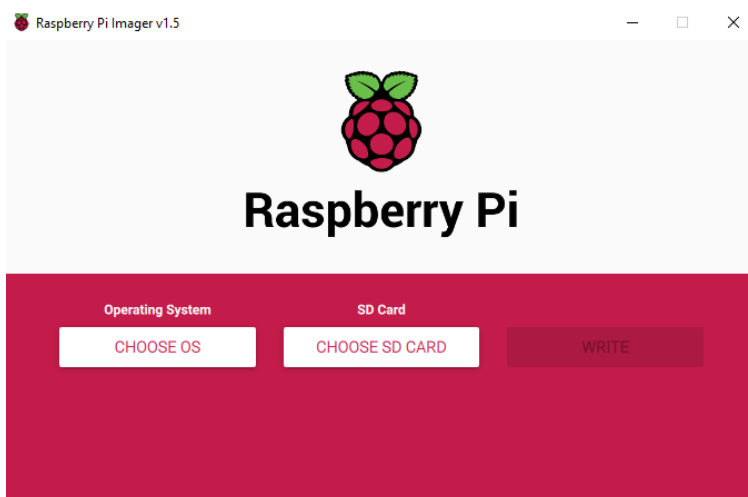 Raspberry Pi Imager v1.5
Raspberry Pi
Operating System
SD Card
CHOOSE OS
CHOOSE SD CARD
WRITE